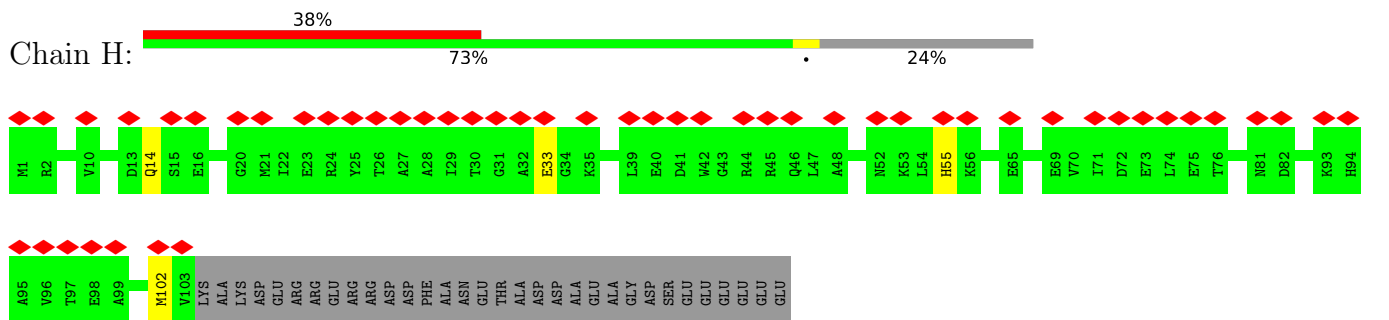 38%
Chain H:
73% • 24%
M1 R2 V10 D13 Q14 S15 E16 G20 M21 I22 E23 R24 Y25 T26 A27 A28 I29 T30 G31 A32 E33 G34 K35 L39 E40 D41 W42 G43 R44 R45 Q46 L47 A48 N52 K53 L54 H55 K56 E65 E69 V70 I71 D72 E73 L74 E75 T76 N81 D82 K93 H94
A95 V96 T97 E98 A99 M102 V103 LYS ALA LYS ASP GLU ARG ARG GLU ARG ARG ASP ASP PHE ALA ASN GLU THR ALA ASP ASP ALA GLU ALA GLY ASP SER GLU GLU GLU GLU GLU